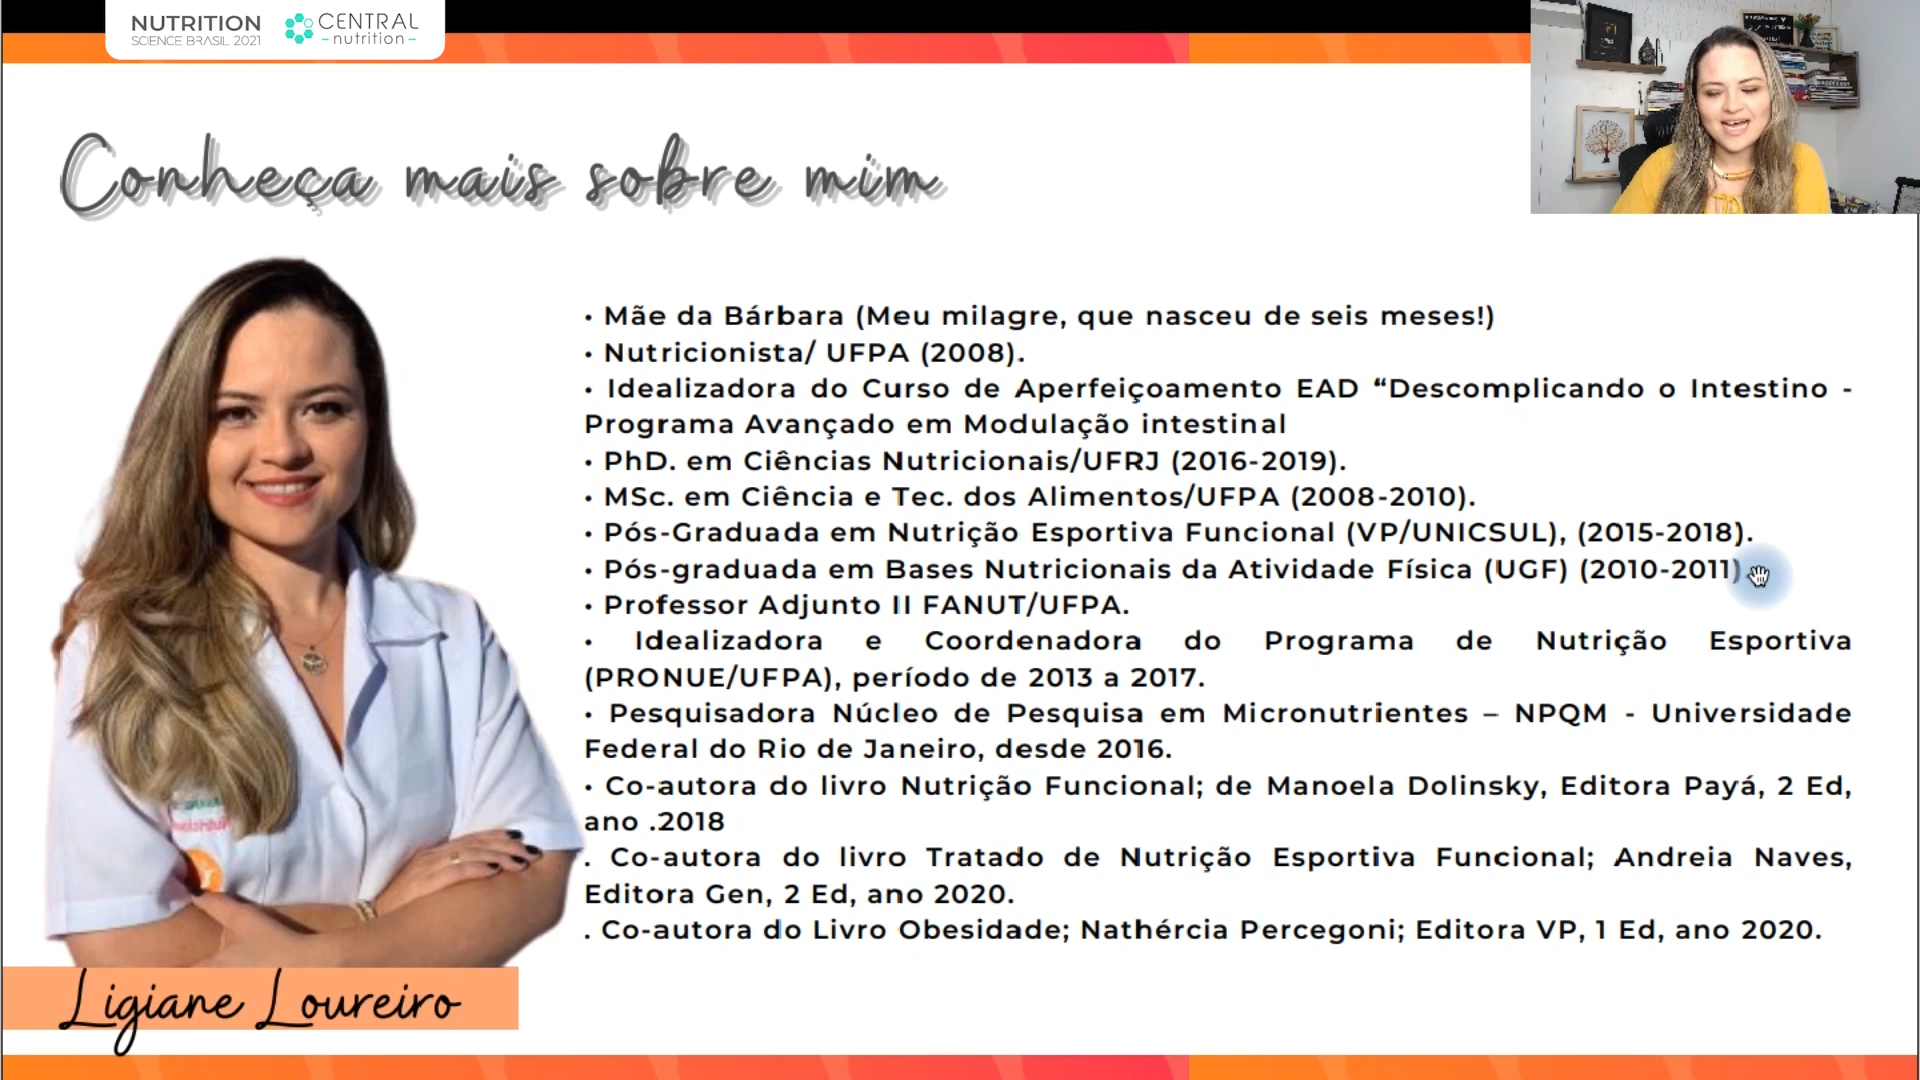 NUTRITION
SCIENCE BRASIL 2021
CENTRAL
nutrition
Conheça mais sobre mim
• Mãe da Bárbara (Meu milagre, que nasceu de seis meses!)
• Nutricionista/ UFPA (2008).
• Idealizadora do Curso de Aperfeiçoamento EAD “Descomplicando o Intestino -
Programa Avançado em Modulação intestinal
• PhD. em Ciências Nutricionais/UFRJ (2016-2019).
• MSc. em Ciência e Tec. dos Alimentos/UFPA (2008-2010).
• Pós-Graduada em Nutrição Esportiva Funcional (VP/UNICSUL), (2015-2018).
• Pós-graduada em Bases Nutricionais da Atividade Física (UGF) (2010-2011)
• Professor Adjunto II FANUT/UFPA.
• Idealizadora e Coordenadora do Programa de Nutrição Esportiva
(PRONUE/UFPA), período de 2013 a 2017.
• Pesquisadora Núcleo de Pesquisa em Micronutrientes – NPQM - Universidade
Federal do Rio de Janeiro, desde 2016.
• Co-autora do livro Nutrição Funcional; de Manoela Dolinsky, Editora Payá, 2 Ed,
ano .2018
. Co-autora do livro Tratado de Nutrição Esportiva Funcional; Andreia Naves,
Editora Gen, 2 Ed, ano 2020.
. Co-autora do Livro Obesidade; Nathércia Percegoni; Editora VP, 1 Ed, ano 2020.
Ligiane Loureiro